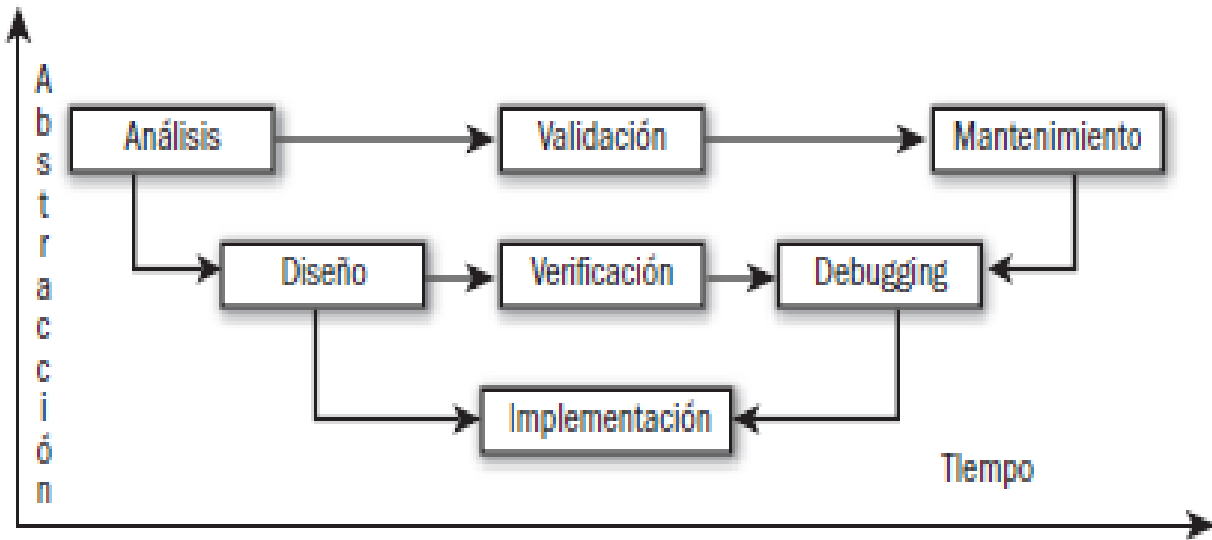 Abstracción
Análisis
Validación
Mantenimiento
Diseño
Verificación
Debugging
Implementación
TIempo